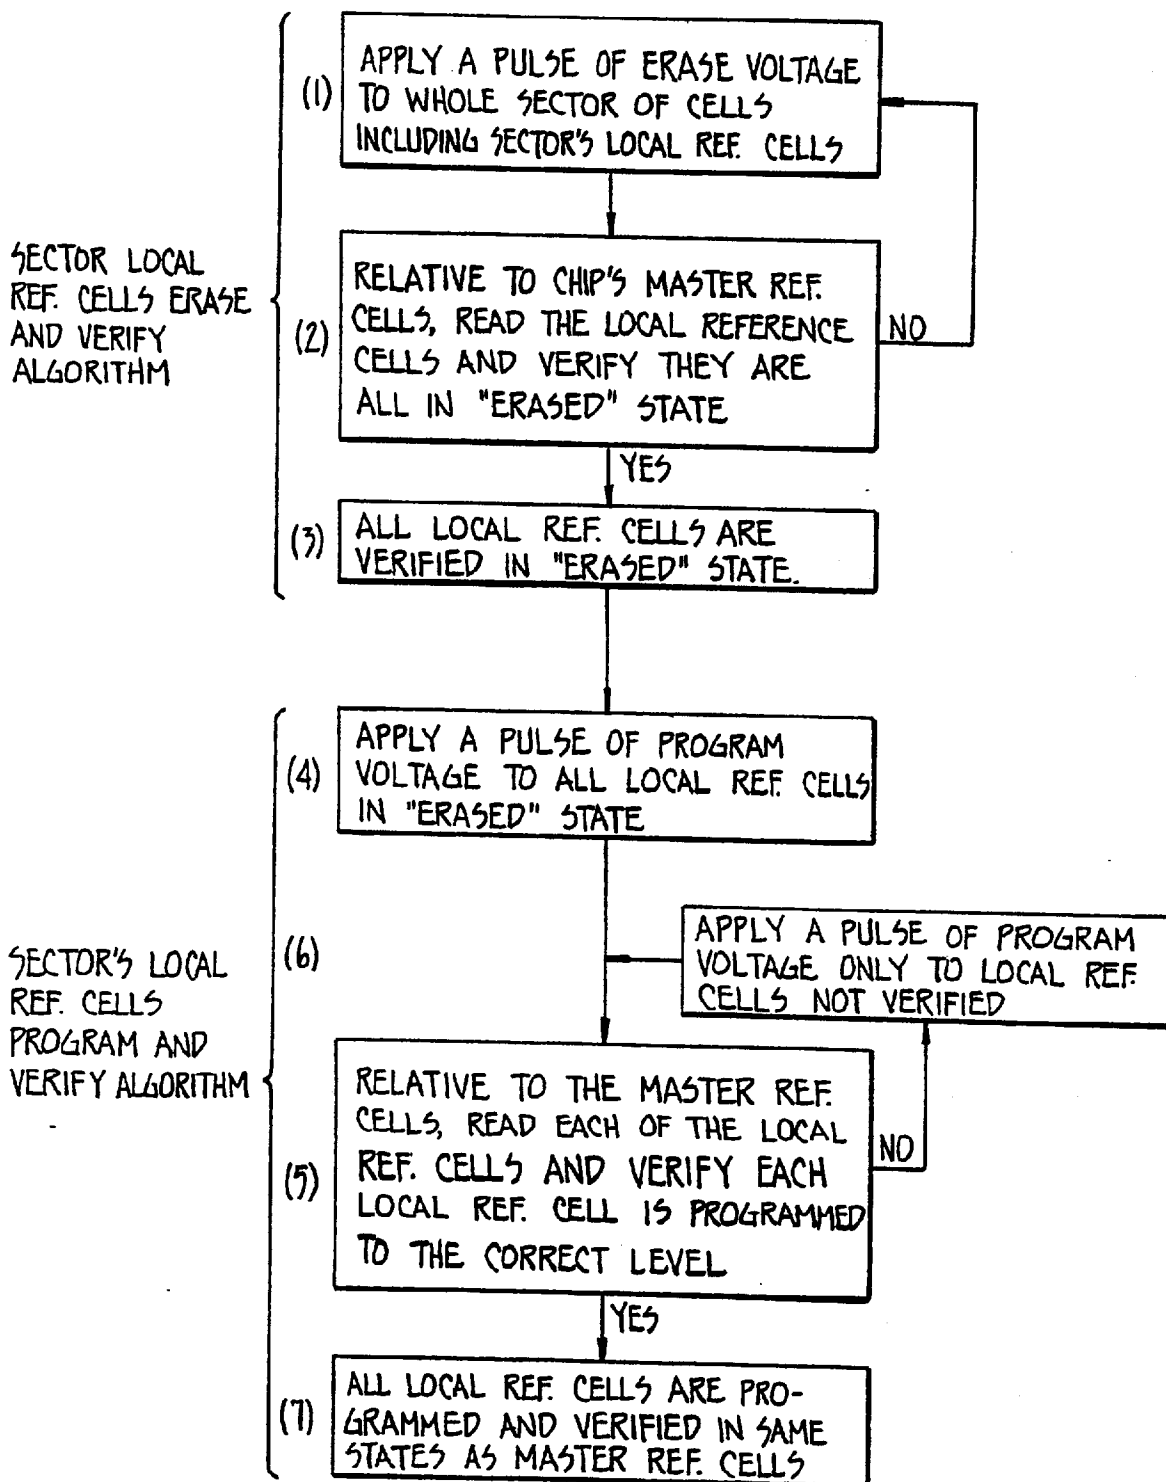 (1)
APPLY A PULSE OF ERASE VOLTAGE
TO WHOLE SECTOR OF CELLS
INCLUDING SECTOR'S LOCAL REF. CELLS
SECTOR LOCAL
REF. CELLS ERASE
AND VERIFY
ALGORITHM
(2)
RELATIVE TO CHIP'S MASTER REF.
CELLS, READ THE LOCAL REFERENCE
CELLS AND VERIFY THEY ARE
ALL IN "ERASED" STATE
NO
YES
(3)
ALL LOCAL REF. CELLS ARE
VERIFIED IN "ERASED" STATE.
(4)
APPLY A PULSE OF PROGRAM
VOLTAGE TO ALL LOCAL REF. CELLS
IN "ERASED" STATE
SECTOR'S LOCAL
REF. CELLS
PROGRAM AND
VERIFY ALGORITHM
(6)
APPLY A PULSE OF PROGRAM
VOLTAGE ONLY TO LOCAL REF.
CELLS NOT VERIFIED
(5)
RELATIVE TO THE MASTER REF.
CELLS, READ EACH OF THE LOCAL
REF. CELLS AND VERIFY EACH
LOCAL REF. CELL IS PROGRAMMED
TO THE CORRECT LEVEL
NO
YES
(7)
ALL LOCAL REF. CELLS ARE PRO-
GRAMMED AND VERIFIED IN SAME
STATES AS MASTER REF. CELLS